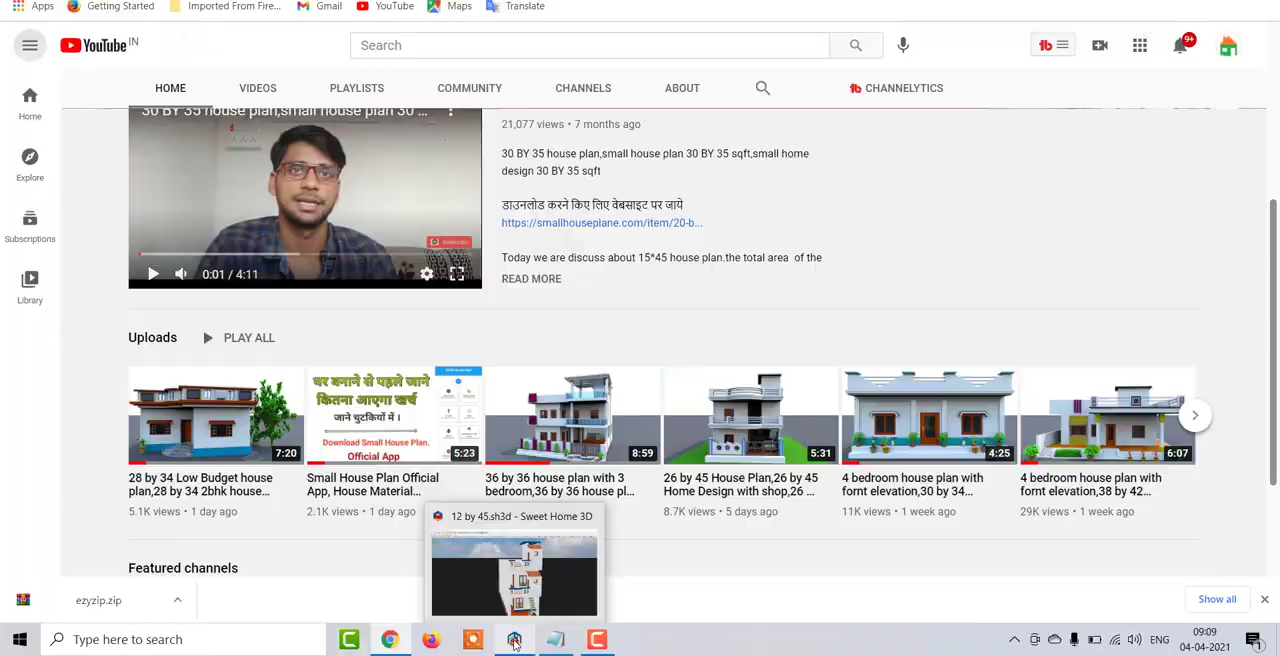 Apps Getting Started Imported From Fire... Gmail YouTube Maps Translate
YouTube IN
Search
9+
HOME VIDEOS PLAYLISTS COMMUNITY CHANNELS ABOUT CHANNELYTICS
Home
Explore
Subscriptions
Library
30 BY 35 house plan,small house plan 30 ...
0:01 / 4:11
21,077 views • 7 months ago
30 BY 35 house plan,small house plan 30 BY 35 sqft,small home
design 30 BY 35 sqft
डाउनलोड करने किए लिए वेबसाइट पर जाये
https://smallhouseplane.com/item/20-b...
Today we are discuss about 15*45 house plan.the total area of the
READ MORE
Uploads PLAY ALL
7:20
घर बनाने से पहले जाने
कितना आएगा खर्च
जाने चुटकियों में ।
Download Small House Plan.
Official App
5:23
8:59
5:31
4:25
6:07
28 by 34 Low Budget house
plan,28 by 34 2bhk house...
5.1K views • 1 day ago
Small House Plan Official
App, House Material...
2.1K views • 1 day ago
36 by 36 house plan with 3
bedroom,36 by 36 house pl...
26 by 45 House Plan,26 by 45
Home Design with shop,26 ...
8.7K views • 5 days ago
4 bedroom house plan with
fornt elevation,30 by 34...
11K views • 1 week ago
4 bedroom house plan with
fornt elevation,38 by 42...
29K views • 1 week ago
12 by 45.sh3d - Sweet Home 3D
Featured channels
ezyzip.zip
Show all
Type here to search
ENG
09:09
04-04-2021
1